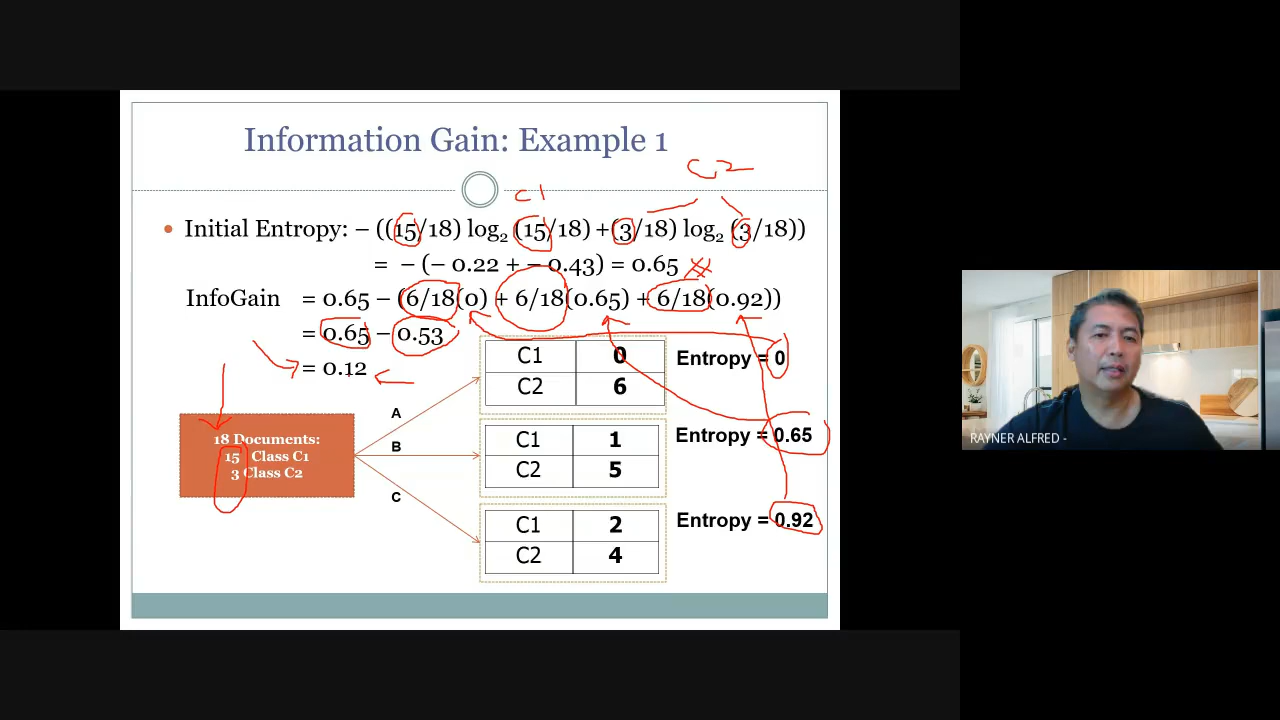 Information Gain: Example 1
C2
C1
• Initial Entropy: – ((15/18) log2 (15/18) + (3/18) log2 (3/18))
= – (– 0.22 + – 0.43) = 0.65
InfoGain = 0.65 – (6/18(0) + 6/18(0.65) + 6/18(0.92))
= 0.65 – 0.53
= 0.12
C1 0
C2 6
Entropy = 0
A
B
C
18 Documents:
15 Class C1
3 Class C2
C1 1
C2 5
Entropy = 0.65
C1 2
C2 4
Entropy = 0.92
RAYNER ALFRED -